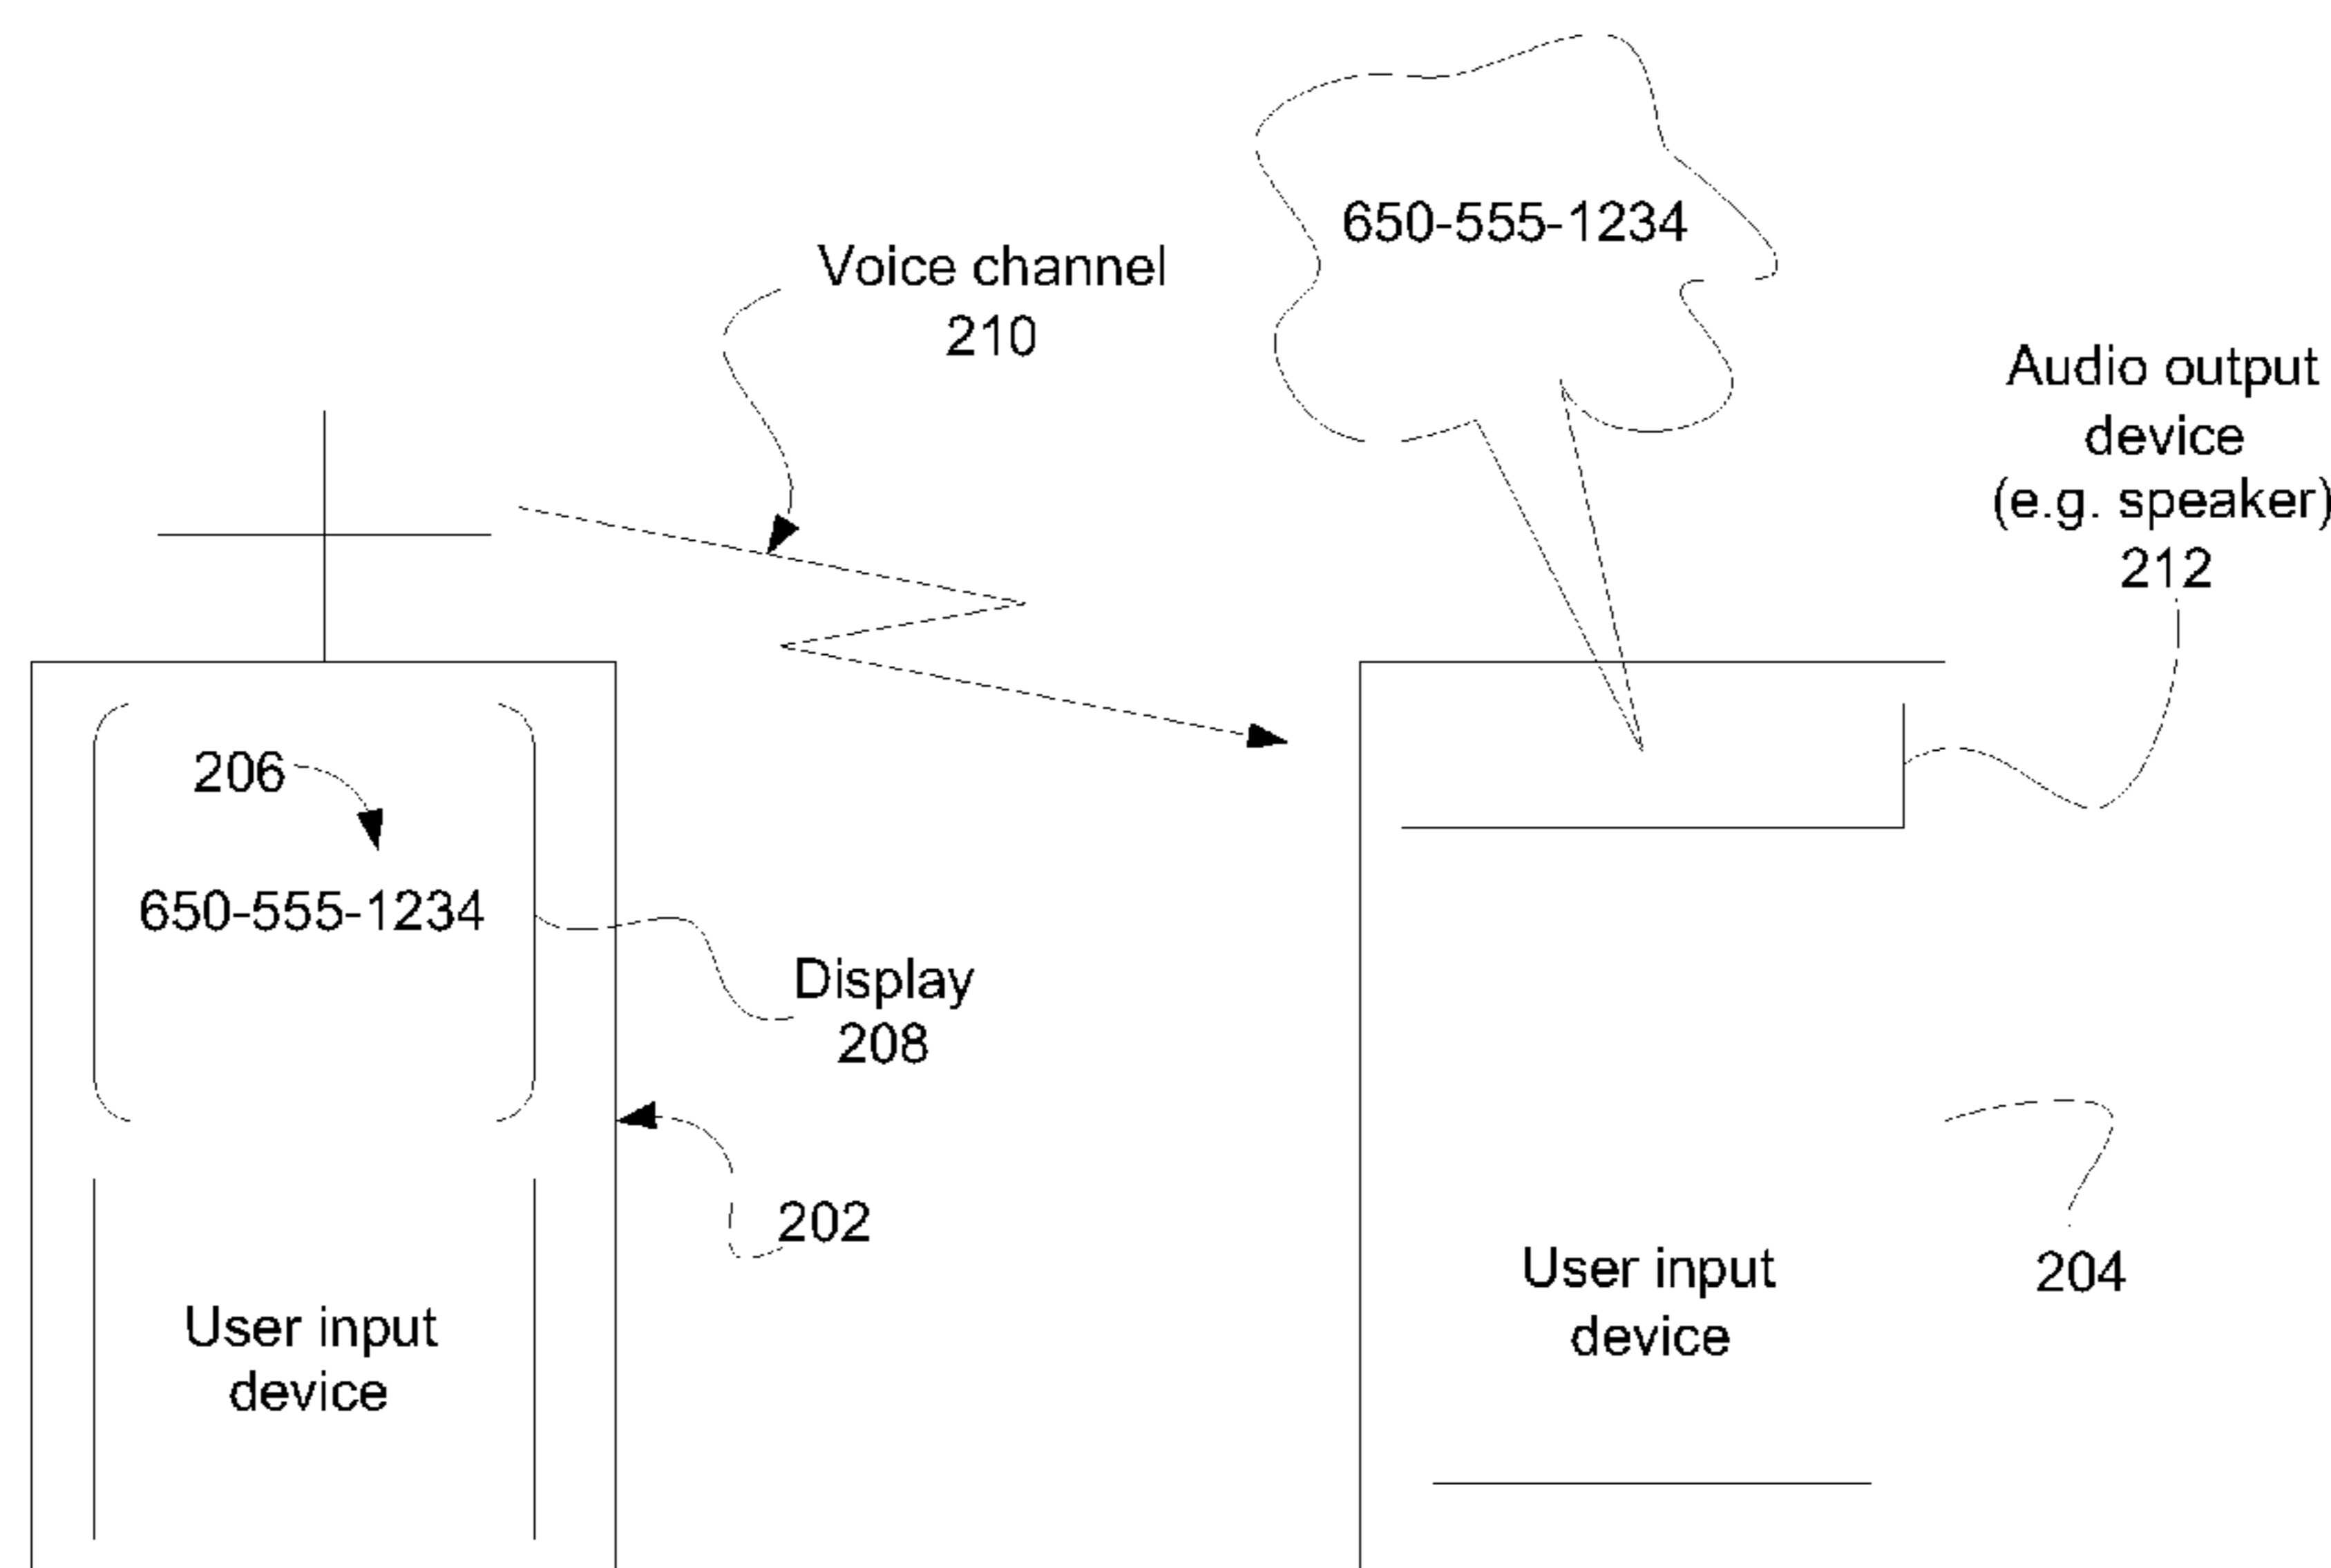 650-555-1234
Voice channel
210
Audio output
device
(e.g. speaker)
212
206
650-555-1234
Display
208
202
User input
device
204
User input
device